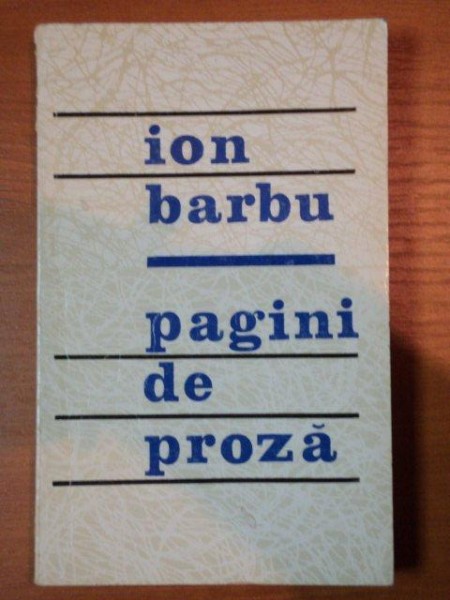 ion
barbu
pagini
de
proză